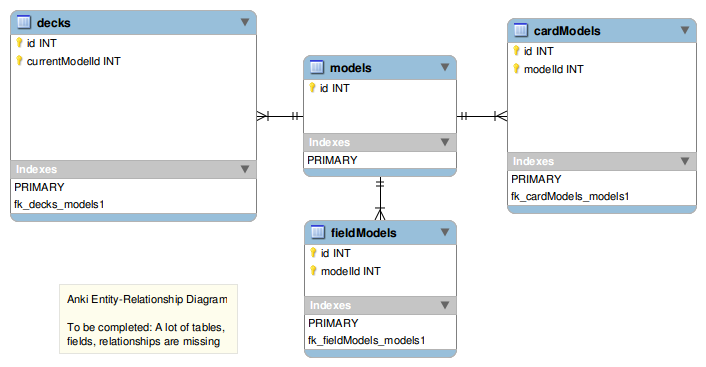 decks
id INT
currentModelId INT
Indexes
PRIMARY
fk_decks_models1
models
id INT
Indexes
PRIMARY
cardModels
id INT
modelId INT
Indexes
PRIMARY
fk_cardModels_models1
fieldModels
id INT
modelId INT
Indexes
PRIMARY
fk_fieldModels_models1
Anki Entity-Relationship Diagram
To be completed: A lot of tables,
fields, relationships are missing